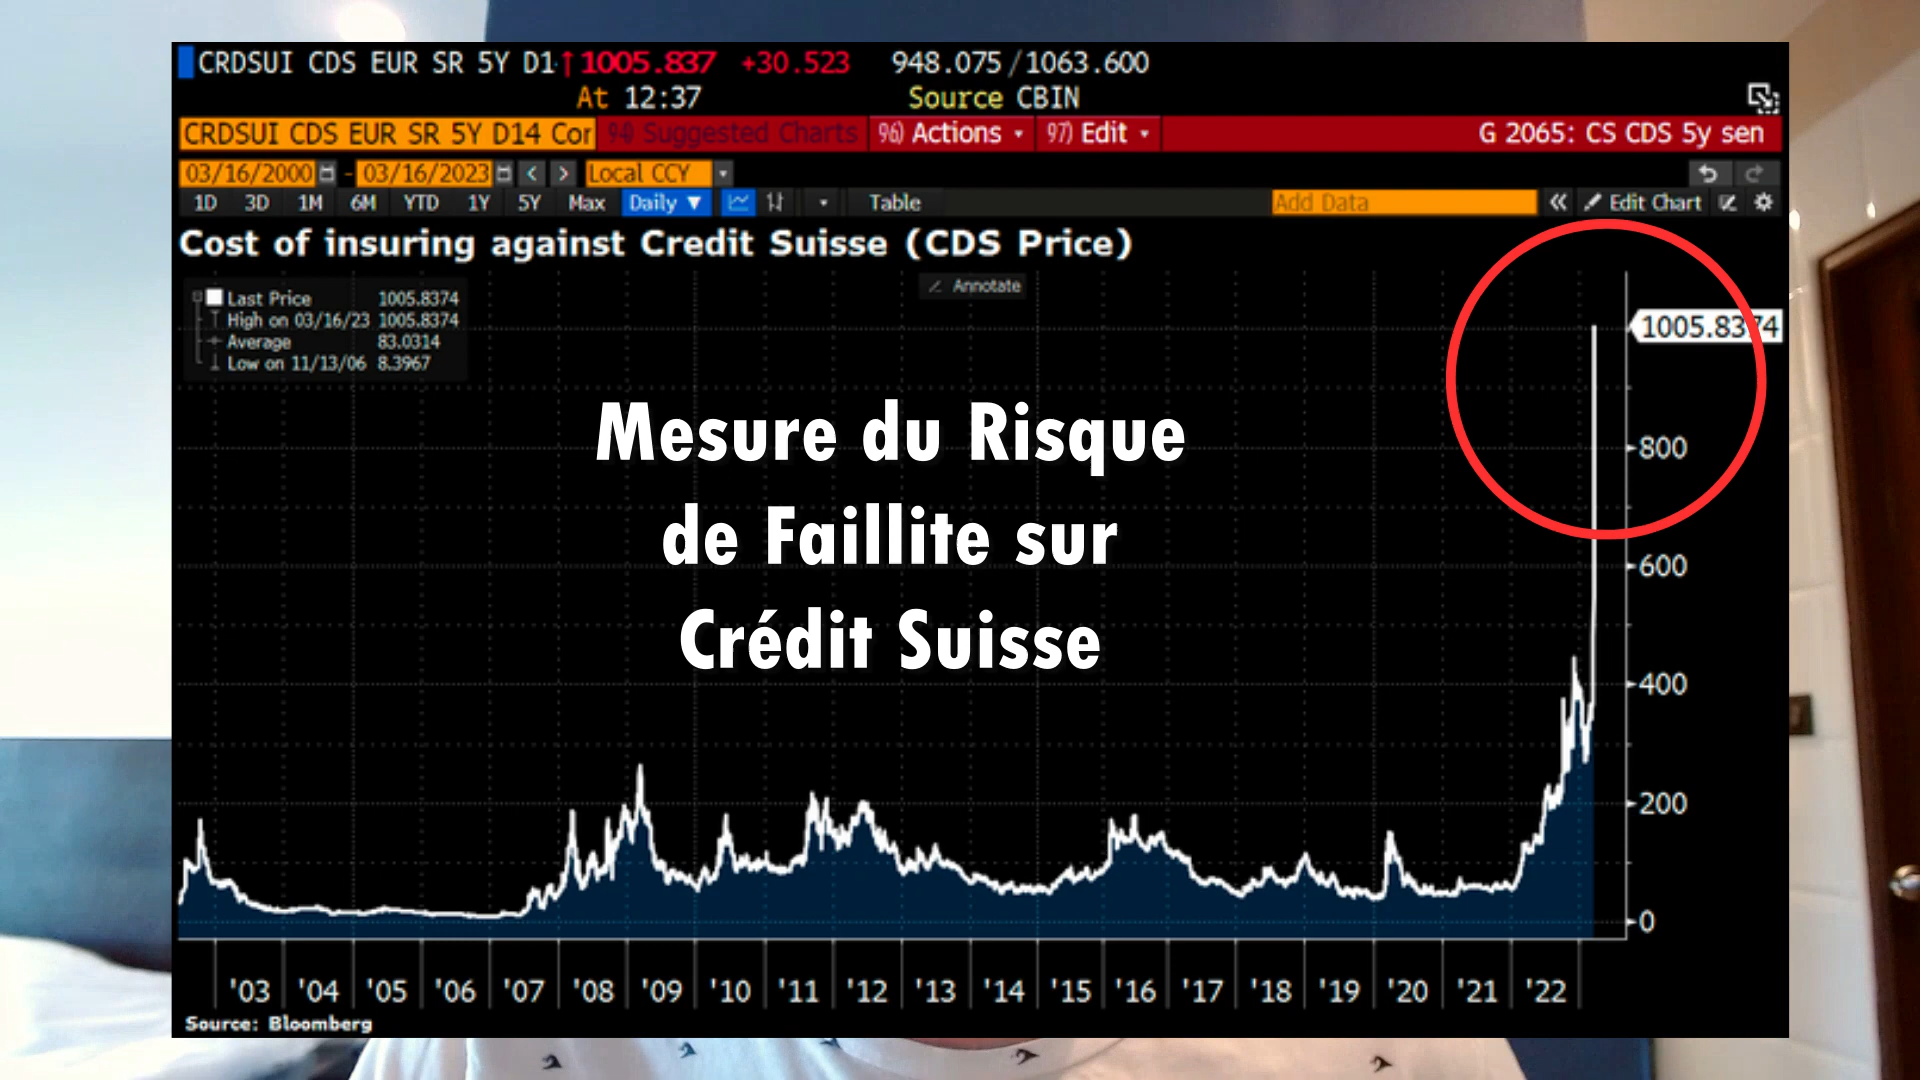 CRDSUI CDS EUR SR 5Y D1 ↑1005.837 +30.523 948.075 /1063.600
At 12:37 Source CBIN
CRDSUI CDS EUR SR 5Y D14 Cor 94) Suggested Charts 96) Actions 97) Edit G 2065: CS CDS 5y sen
03/16/2000 - 03/16/2023 < > Local CCY
1D 3D 1M 6M YTD 1Y 5Y Max Daily ▼ Table Add Data « Edit Chart
Cost of insuring against Credit Suisse (CDS Price)
Annotate
Last Price 1005.8374
High on 03/16/23 1005.8374
Average 83.0314
Low on 11/13/06 8.3967
1005.8374
Mesure du Risque
de Faillite sur
Crédit Suisse
800
600
400
200
0
'03 '04 '05 '06 '07 '08 '09 '10 '11 '12 '13 '14 '15 '16 '17 '18 '19 '20 '21 '22
Source: Bloomberg